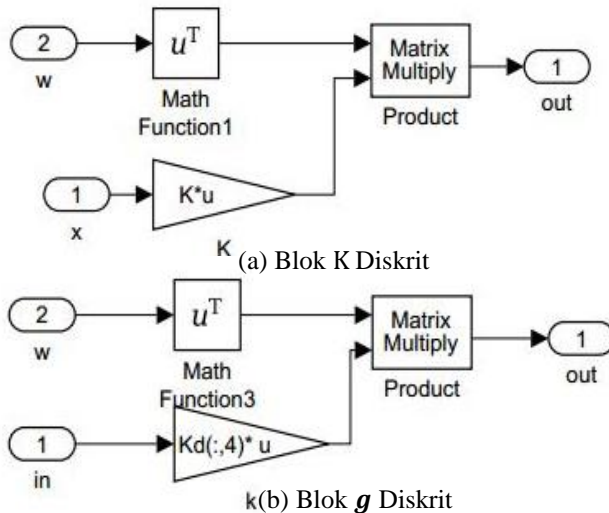 2
w
u^T
Math
Function1
Matrix
Multiply
Product
1
out
1
x
K*u
K
(a) Blok K Diskrit
2
w
u^T
Math
Function3
Matrix
Multiply
Product
1
out
1
in
Kd(:,4)* u
k
(b) Blok g Diskrit